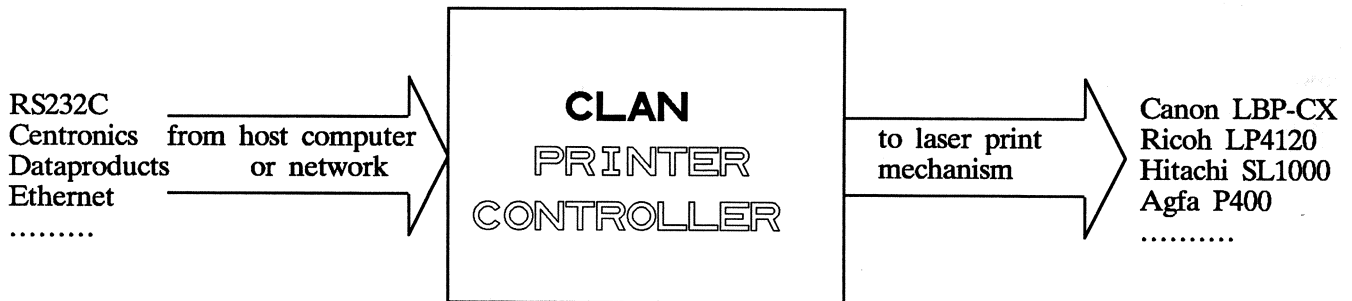 RS232C
Centronics
Dataproducts
Ethernet
.........
from host computer
or network
CLAN
PRINTER
CONTROLLER
to laser print
mechanism
Canon LBP-CX
Ricoh LP4120
Hitachi SL1000
Agfa P400
..........